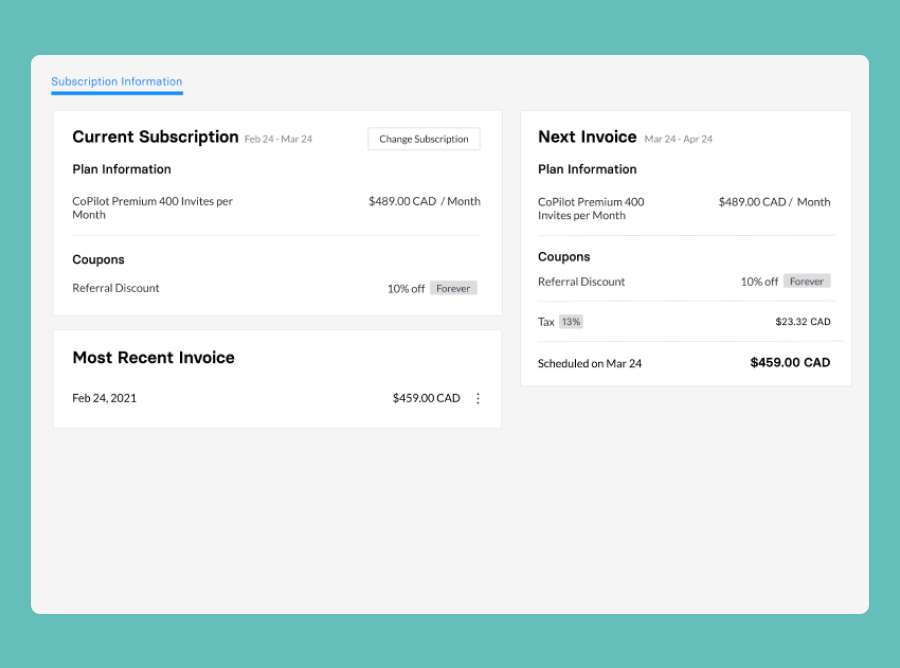 Subscription Information
Current Subscription Feb 24 - Mar 24 Change Subscription
Plan Information
CoPilot Premium 400 Invites per Month $489.00 CAD / Month
Coupons
Referral Discount 10% off Forever
Most Recent Invoice
Feb 24, 2021 $459.00 CAD
Next Invoice Mar 24 - Apr 24
Plan Information
CoPilot Premium 400 $489.00 CAD / Month
Invites per Month
Coupons
Referral Discount 10% off Forever
Tax 13% $23.32 CAD
Scheduled on Mar 24 $459.00 CAD